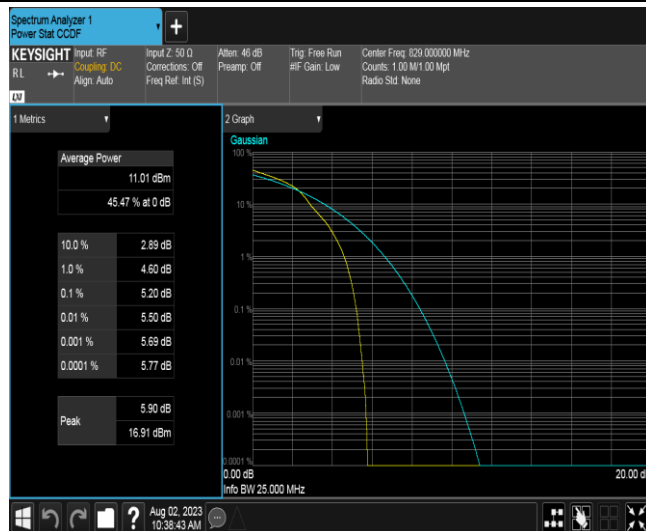 Spectrum Analyzer 1
Power Stat CCDF
+
KEYSIGHT
RL
Input: RF
Coupling: DC
Align: Auto
Input Z: 50 Ω
Corrections: Off
Freq Ref: Int (S)
Atten: 46 dB
Preamp: Off
Trig: Free Run
#IF Gain: Low
Center Freq: 829.000000 MHz
Counts: 1.00 M/1.00 Mpt
Radio Std: None
1 Metrics
Average Power
11.01 dBm
45.47 % at 0 dB
10.0 % 2.89 dB
1.0 % 4.60 dB
0.1 % 5.20 dB
0.01 % 5.50 dB
0.001 % 5.69 dB
0.0001 % 5.77 dB
Peak
5.90 dB
16.91 dBm
2 Graph
Gaussian
100 %
10 %
1 %
0.1 %
0.01 %
0.001 %
0.0001 %
0.00 dB
20.00 d
Info BW 25.000 MHz
?
Aug 02, 2023
10:38:43 AM